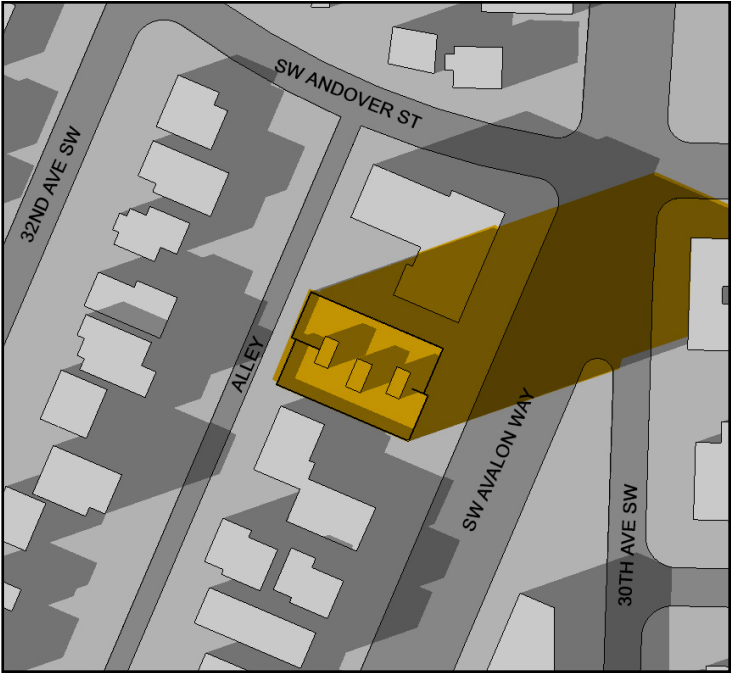 SW ANDOVER ST
32ND AVE SW
ALLEY
SW AVALON WAY
30TH AVE SW